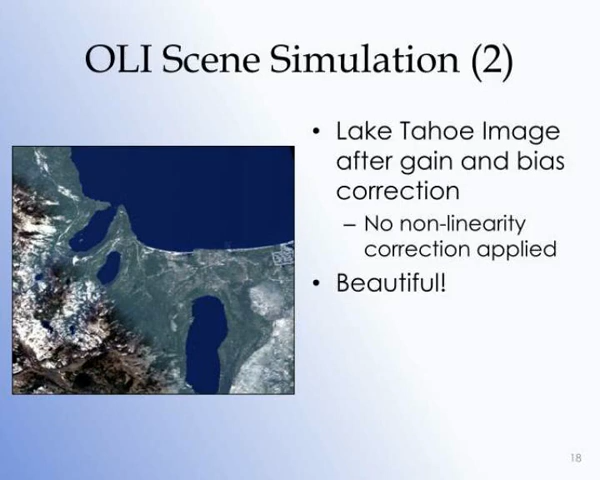 OLI Scene Simulation (2)
• Lake Tahoe Image
after gain and bias
correction
– No non-linearity
correction applied
• Beautiful!
18